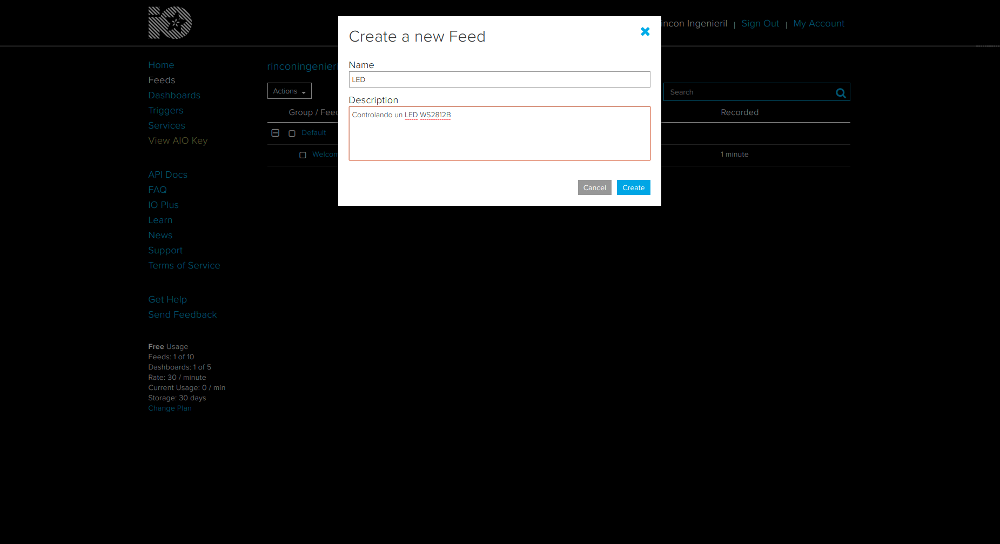 iO
incon Ingenieril | Sign Out | My Account
Home
Feeds
Dashboards
Triggers
Services
View AIO Key
API Docs
FAQ
IO Plus
Learn
News
Support
Terms of Service
Get Help
Send Feedback
Free Usage
Feeds: 1 of 10
Dashboards: 1 of 5
Rate: 30 / minute
Current Usage: 0 / min
Storage: 30 days
Change Plan
rinconingenieri
Actions
Search
Group / Feed
Recorded
Default
Welcom
1 minute
Create a new Feed
Name
LED
Description
Controlando un LED WS2812B
Cancel
Create